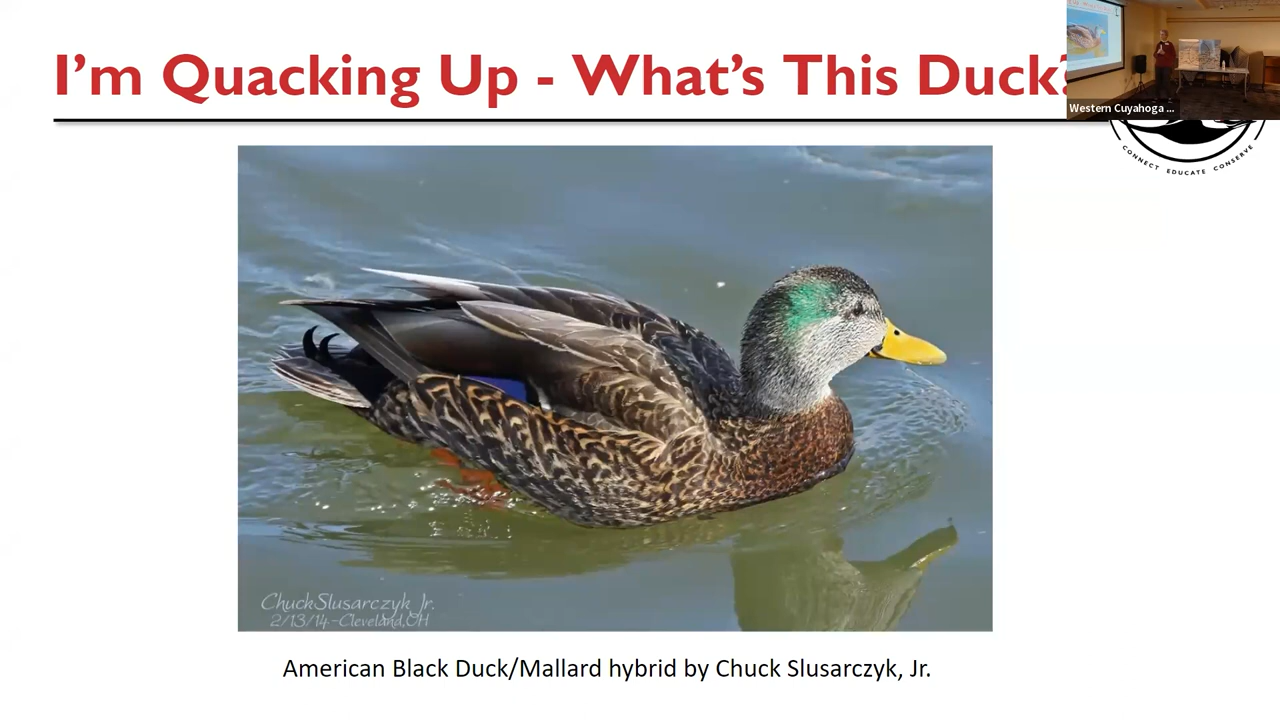 I'm Quacking Up - What's This Duck?
Western Cuyahoga ...
CONNECT EDUCATE CONSERVE
ChuckSlusarczyk Jr.
2/13/14-Cleveland,OH
American Black Duck/Mallard hybrid by Chuck Slusarczyk, Jr.